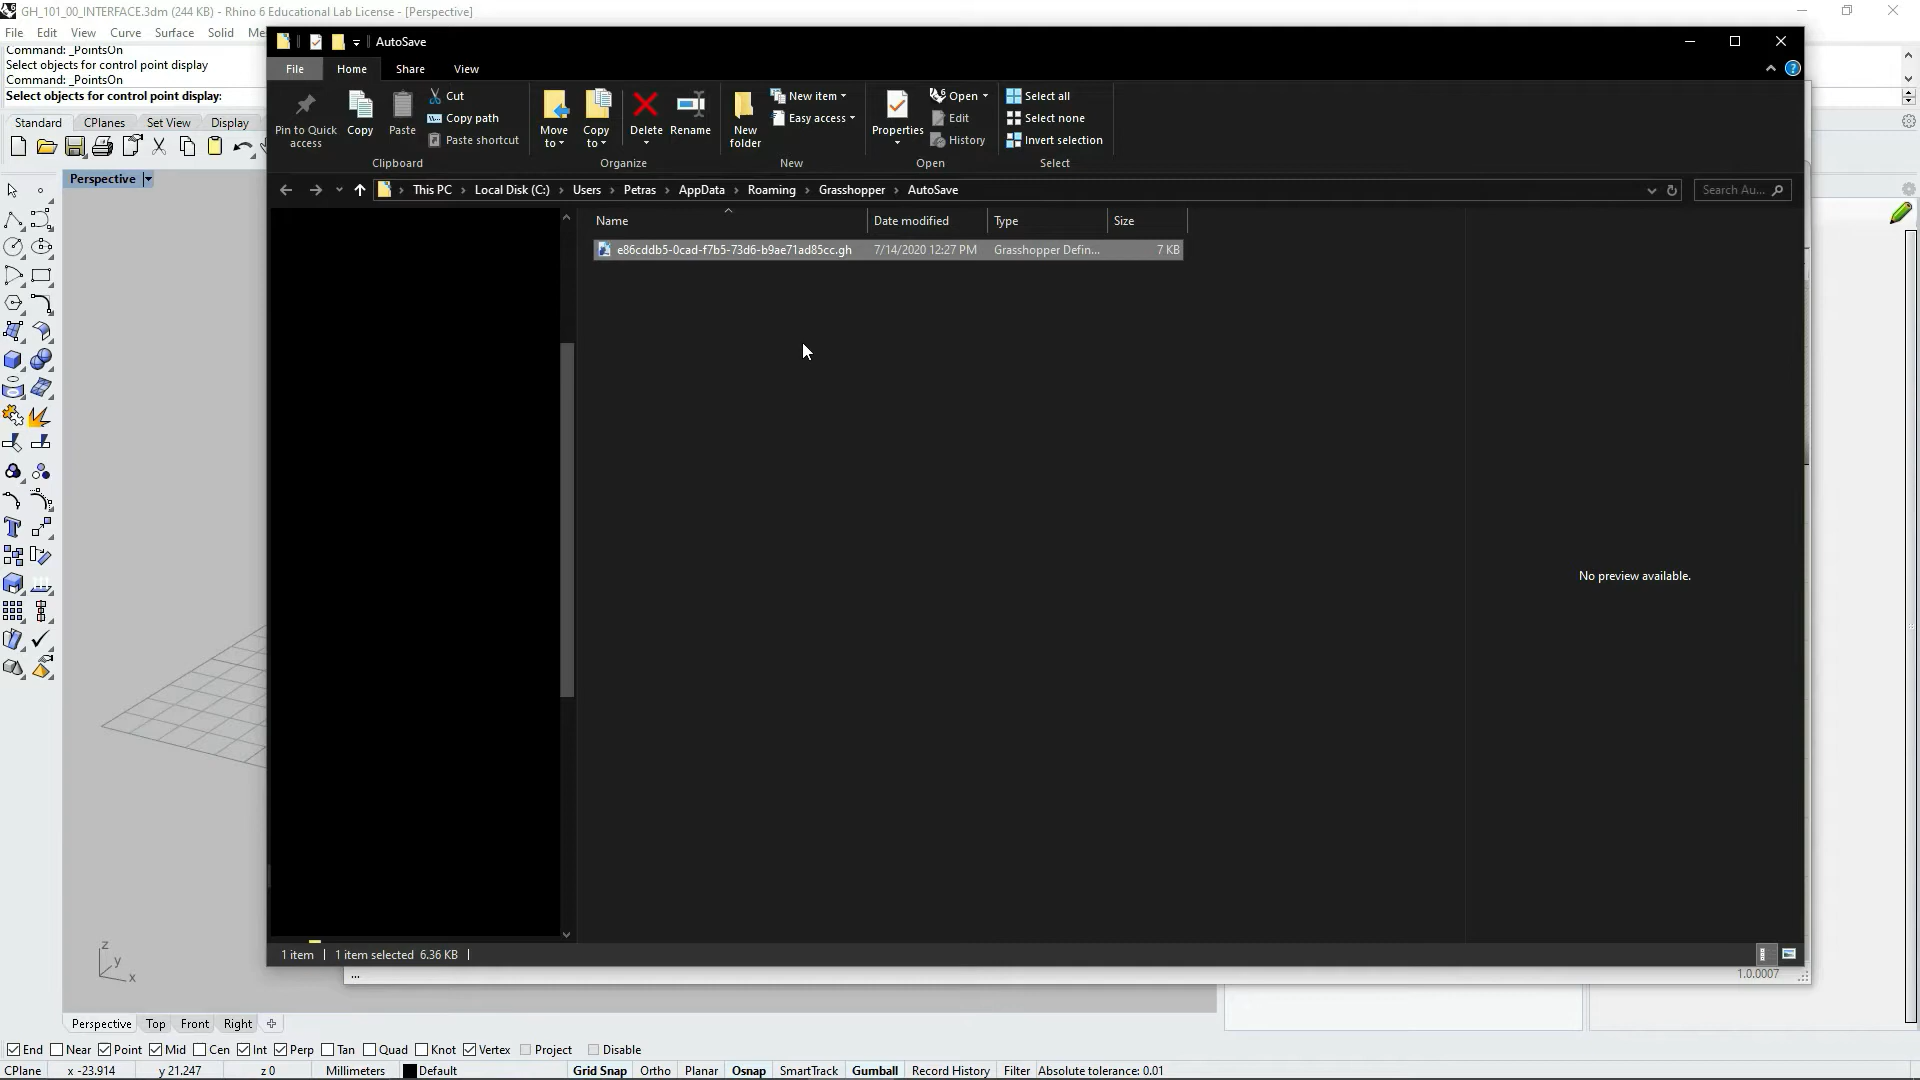 GH_101_00_INTERFACE.3dm (244 KB) - Rhino 6 Educational Lab License - [Perspective]
File Edit View Curve Surface Solid Me
Command: _PointsOn
Select objects for control point display
Command: _PointsOn
Select objects for control point display:
Standard CPlanes Set View Display
Perspective
AutoSave
File Home Share View
Pin to Quick access
Copy
Paste
Cut
Copy path
Paste shortcut
Clipboard
Move to
Copy to
Delete
Rename
Organize
New folder
New item
Easy access
New
Properties
Open
Edit
History
Open
Select all
Select none
Invert selection
Select
This PC > Local Disk (C:) > Users > Petras > AppData > Roaming > Grasshopper > AutoSave
Search Au...
Name Date modified Type Size
e86cddb5-0cad-f7b5-73d6-b9ae71ad85cc.gh 7/14/2020 12:27 PM Grasshopper Defin... 7 KB
No preview available.
1 item 1 item selected 6.36 KB
... 1.0.0007
z
y
x
Perspective Top Front Right
End Near Point Mid Cen Int Perp Tan Quad Knot Vertex Project Disable
CPlane x -23.914 y 21.247 z 0 Millimeters Default Grid Snap Ortho Planar Osnap SmartTrack Gumball Record History Filter Absolute tolerance: 0.01